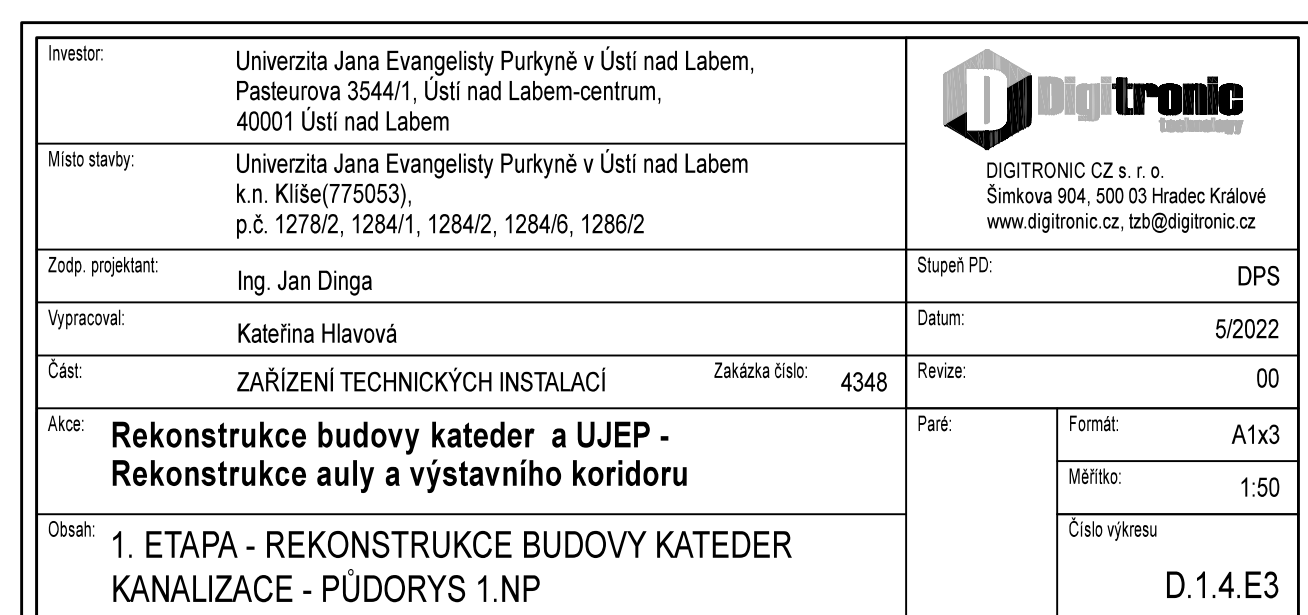 Investor:
Univerzita Jana Evangelisty Purkyně v Ústí nad Labem,
Pasteurova 3544/1, Ústí nad Labem-centrum,
40001 Ústí nad Labem
Digitronic
technology
DIGITRONIC CZ s. r. o.
Šimkova 904, 500 03 Hradec Králové
www.digitronic.cz, tzb@digitronic.cz
Místo stavby:
Univerzita Jana Evangelisty Purkyně v Ústí nad Labem
k.n. Klíše(775053),
p.č. 1278/2, 1284/1, 1284/2, 1284/6, 1286/2
Zodp. projektant:
Ing. Jan Dinga
Stupeň PD:
DPS
Vypracoval:
Kateřina Hlavová
Datum:
5/2022
Část:
ZAŘÍZENÍ TECHNICKÝCH INSTALACÍ
Zakázka číslo:
4348
Revize:
00
Akce:
Rekonstrukce budovy kateder a UJEP -
Rekonstrukce auly a výstavního koridoru
Paré:
Formát:
A1x3
Měřítko:
1:50
Obsah:
1. ETAPA - REKONSTRUKCE BUDOVY KATEDER
KANALIZACE - PŮDORYS 1.NP
Číslo výkresu
D.1.4.E3